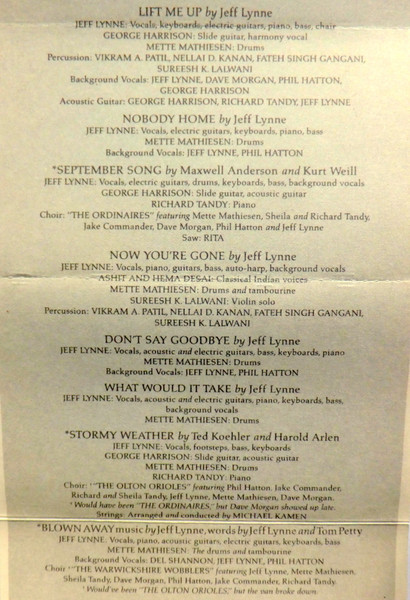 LIFT ME UP by Jeff Lynne
JEFF LYNNE: Vocals, keyboards, electric guitars, piano, bass, chair
GEORGE HARRISON: Slide guitar, harmony vocal
METTE MATHIESEN: Drums
Percussion: VIKRAM A. PATIL, NELLAI D. KANAN, FATEH SINGH GANGANI,
SUREESH K. LALWANI
Background Vocals: JEFF LYNNE, DAVE MORGAN, PHIL HATTON,
GEORGE HARRISON
Acoustic Guitar: GEORGE HARRISON, RICHARD TANDY, JEFF LYNNE
NOBODY HOME by Jeff Lynne
JEFF LYNNE: Vocals, electric guitars, keyboards, piano, bass
METTE MATHIESEN: Drums
Background Vocals: JEFF LYNNE, PHIL HATTON
*SEPTEMBER SONG by Maxwell Anderson and Kurt Weill
JEFF LYNNE: Vocals, electric guitars, drums, keyboards, bass, background vocals
GEORGE HARRISON: Slide guitar, acoustic guitar
RICHARD TANDY: Piano
Choir: "THE ORDINAIRES" featuring Mette Mathiesen, Sheila and Richard Tandy,
Jake Commander, Dave Morgan, Phil Hatton and Jeff Lynne
Saw: RITA
NOW YOU'RE GONE by Jeff Lynne
JEFF LYNNE: Vocals, piano, guitars, bass, auto-harp, background vocals
ASHIT AND HEMA DESAI: Classical Indian voices
METTE MATHIESEN: Drums and tambourine
SUREESH K. LALWANI: Violin solo
Percussion: VIKRAM A. PATIL, NELLAI D. KANAN, FATEH SINGH GANGANI,
SUREESH K. LALWANI
DON'T SAY GOODBYE by Jeff Lynne
JEFF LYNNE: Vocals, acoustic and electric guitars, bass, keyboards, piano
METTE MATHIESEN: Drums
Background Vocals: JEFF LYNNE, PHIL HATTON
WHAT WOULD IT TAKE by Jeff Lynne
JEFF LYNNE: Vocals, acoustic and electric guitars, piano, keyboards, bass,
background vocals
METTE MATHIESEN: Drums
*STORMY WEATHER by Ted Koehler and Harold Arlen
JEFF LYNNE: Vocals, footsteps, bass, keyboards
GEORGE HARRISON: Slide guitar, acoustic guitar
METTE MATHIESEN: Drums
RICHARD TANDY: Piano
Choir: *"THE OLTON ORIOLES" featuring Phil Hatton, Jake Commander,
Richard and Sheila Tandy, Jeff Lynne, Mette Mathiesen, Dave Morgan.
*Would have been "THE ORDINAIRES," but Dave Morgan showed up late.
Strings: Arranged and conducted by MICHAEL KAMEN
*BLOWN AWAY music by Jeff Lynne, words by Jeff Lynne and Tom Petty
JEFF LYNNE: Vocals, piano, acoustic guitars, electric guitars, keyboards, bass
METTE MATHIESEN: The drums and tambourine
Background Vocals: DEL SHANNON, JEFF LYNNE, PHIL HATTON
Choir "THE WARWICKSHIRE WOBBLERS" featuring Jeff Lynne, Mette Mathiesen,
Sheila Tandy, Dave Morgan, Phil Hatton, Jake Commander, Richard Tandy
*Would've been "THE OLTON ORIOLES," but the van broke down.